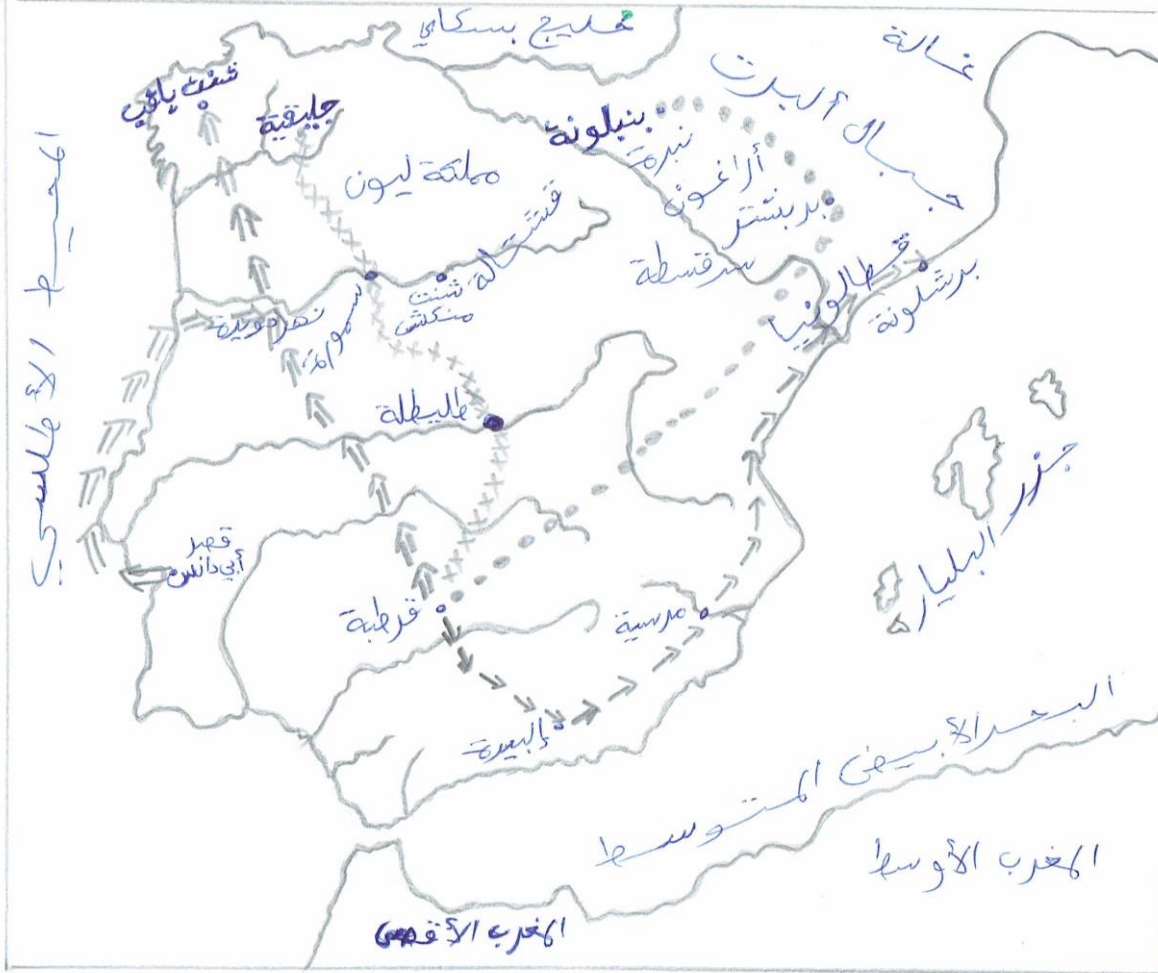 خليج بسكاي
غالة
جبال ألبرت
شنت ياقب
جليقية
بنبلونة
نبرة
أراغون
بربشتر
مملكة ليون
قشتالة
سرقسطة
قطالونيا
برشلونة
شنت
منكش
سمورة
نهر دويرة
المحيط الأطلسي
طليطلة
جزر البليار
قصر
أبي دانس
قرطبة
مرسية
إلبيرة
البحر الأبيض المتوسط
المغرب الأوسط
المغرب الأقصى